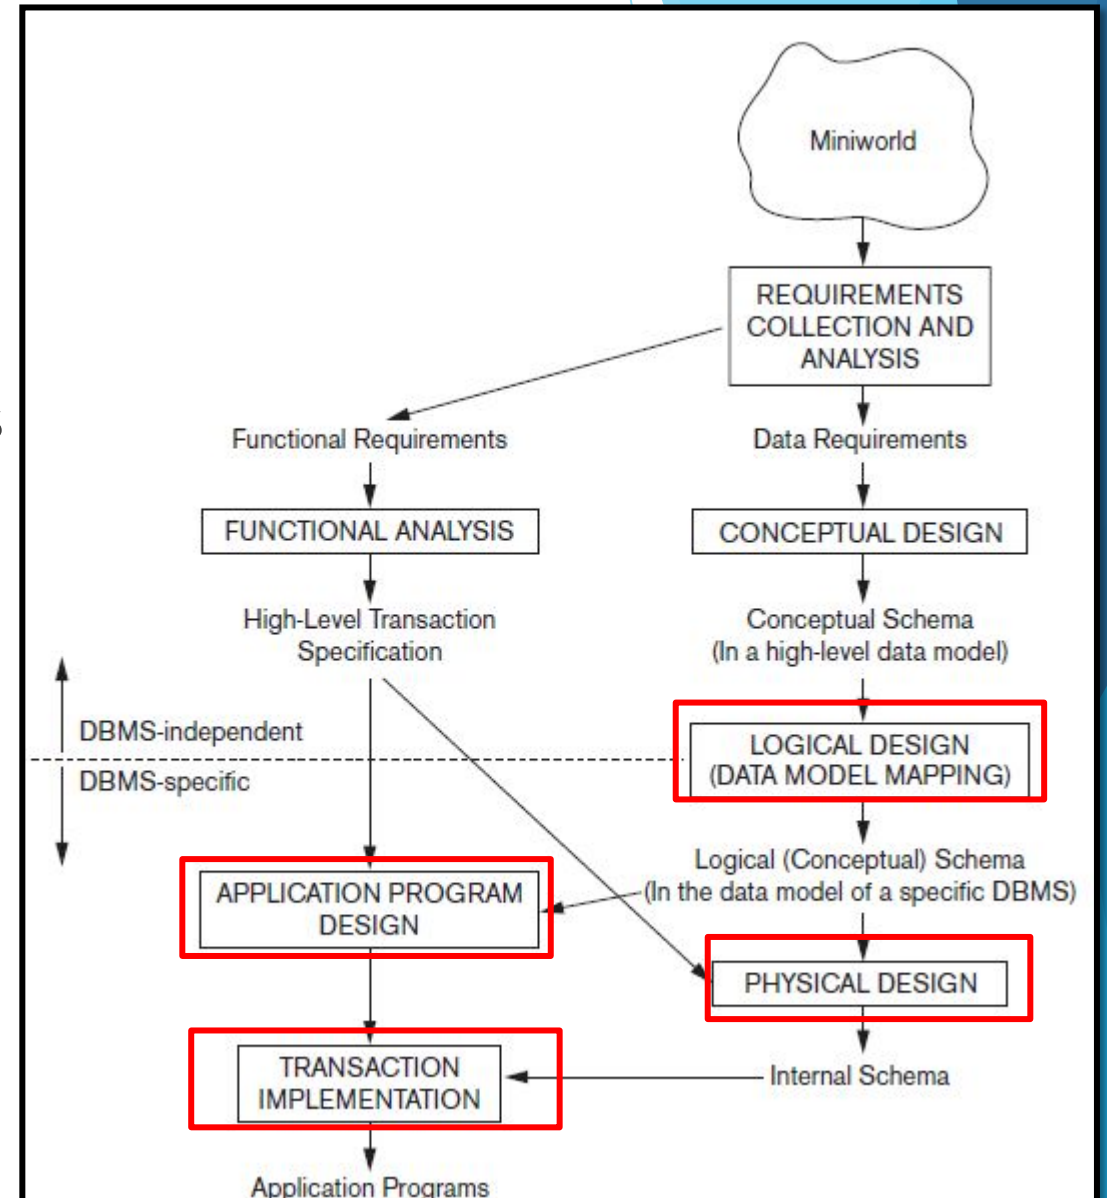 Miniworld
REQUIREMENTS
COLLECTION AND
ANALYSIS
S
Functional Requirements
Data Requirements
FUNCTIONAL ANALYSIS
CONCEPTUAL DESIGN
High-Level Transaction
Specification
Conceptual Schema
(In a high-level data model)
DBMS-independent
DBMS-specific
LOGICAL DESIGN
(DATA MODEL MAPPING)
Logical (Conceptual) Schema
(In the data model of a specific DBMS)
APPLICATION PROGRAM
DESIGN
PHYSICAL DESIGN
TRANSACTION
IMPLEMENTATION
Internal Schema
Application Programs